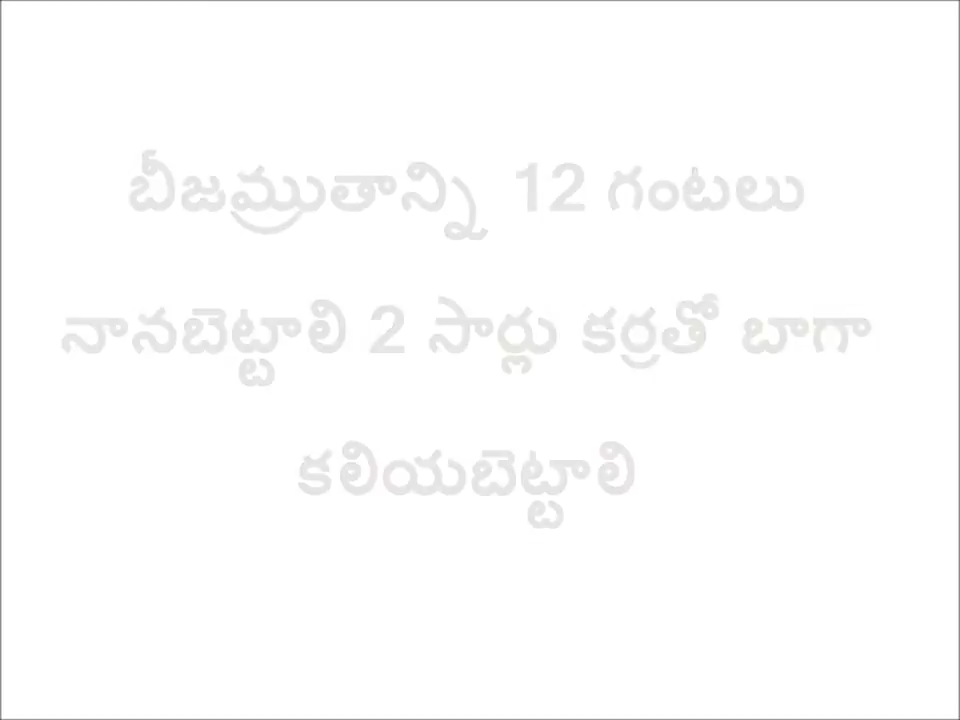 బీజమ్రుతాన్ని 12 గంటలు
నానబెట్టాలి 2 సార్లు కర్రతో బాగా
కలియబెట్టాలి